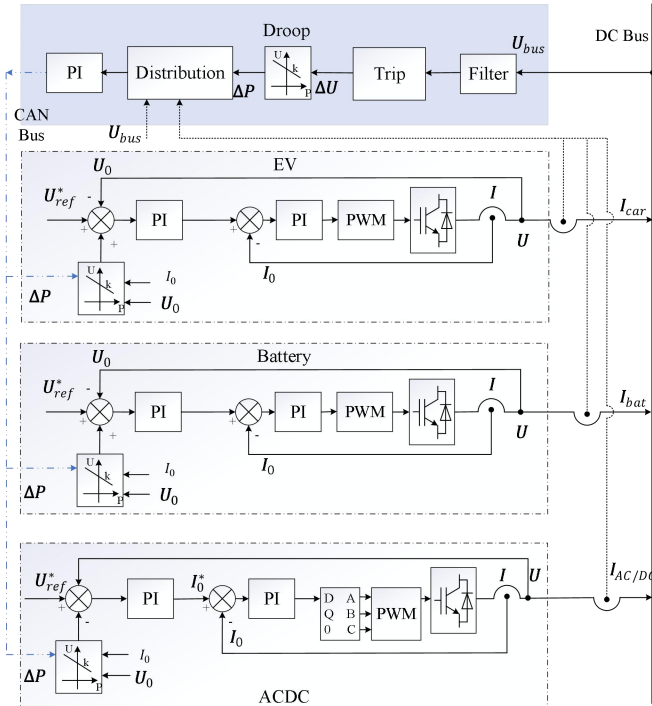 Droop
U_bus
DC Bus
PI
Distribution
U
k
P
Trip
Filter
ΔP
ΔU
CAN
Bus
U_bus
EV
U_0
U*_ref
-
+
+
PI
-
PI
PWM
I
U
I_car
I_0
U
k
P
I_0
U_0
ΔP
Battery
U_0
U*_ref
-
+
+
PI
-
PI
PWM
I
U
I_bat
I_0
U
k
P
I_0
U_0
ΔP
U*_ref
+
-
PI
I*_0
+
-
PI
D A
Q B
0 C
PWM
I
U
I_AC/DC
I_0
U
k
P
I_0
U_0
ΔP
ACDC